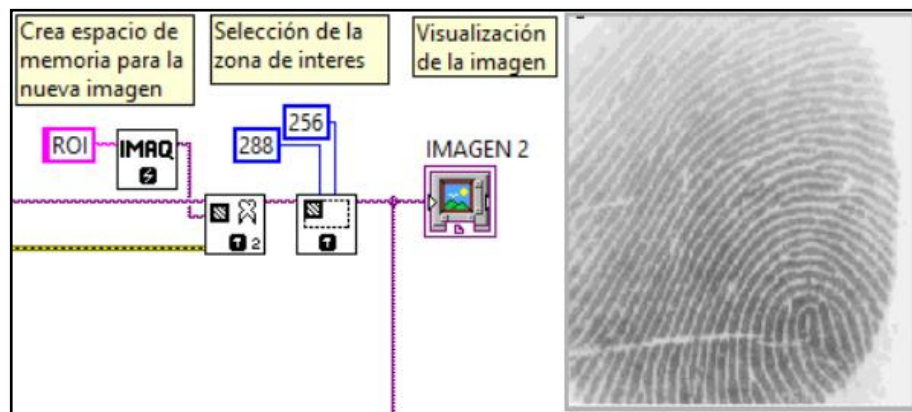 Crea espacio de
memoria para la
nueva imagen
Selección de la
zona de interes
Visualización
de la imagen
ROI
IMAQ
288
256
IMAGEN 2
2